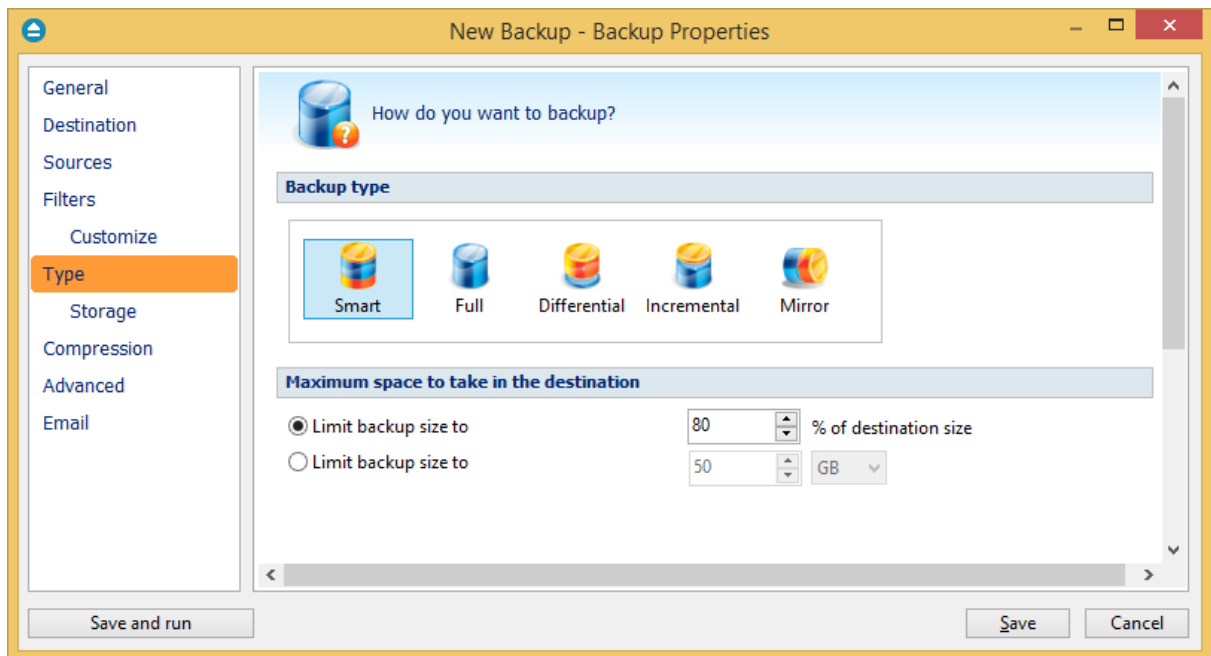 New Backup - Backup Properties
General
Destination
Sources
Filters
Customize
Type
Storage
Compression
Advanced
Email
How do you want to backup?
Backup type
Smart Full Differential Incremental Mirror
Maximum space to take in the destination
Limit backup size to 80 % of destination size
Limit backup size to 50 GB
Save and run Save Cancel